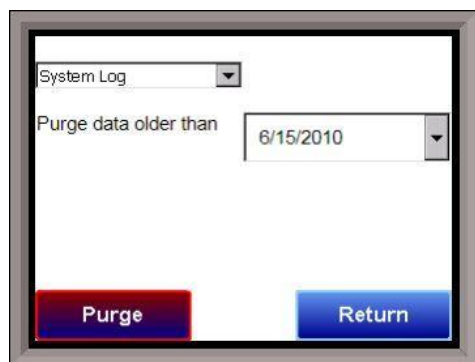 System Log
Purge data older than
6/15/2010
Purge
Return